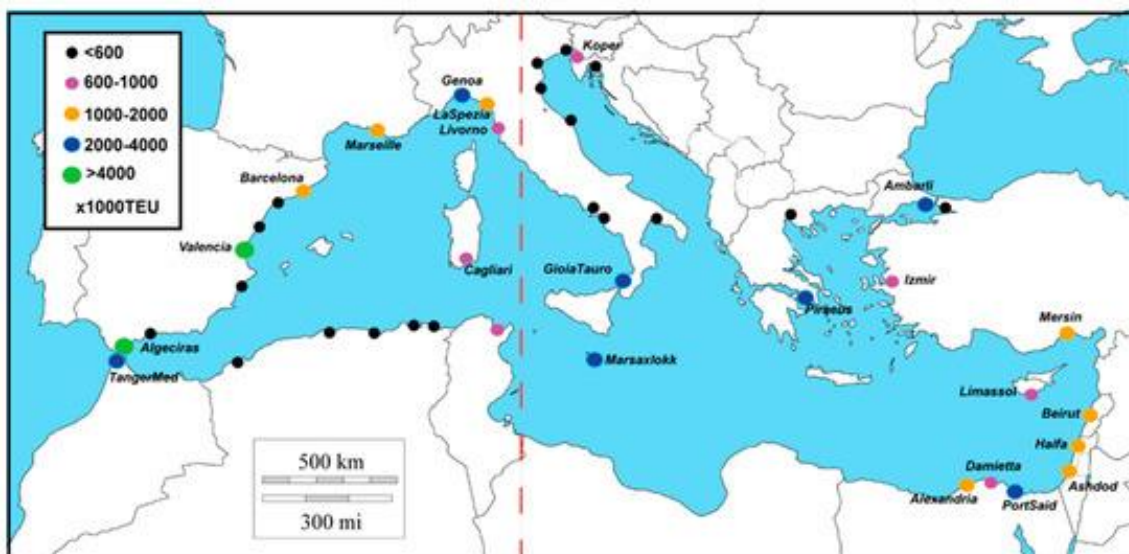 <600
600-1000
1000-2000
2000-4000
>4000
x1000TEU
Koper
Genoa
LaSpezia
Livorno
Marseille
Barcelona
Valencia
Cagliari
GioiaTauro
Ambarli
Izmir
Piraeus
Mersin
Algeciras
TangerMed
Marsaxlokk
Limassol
Beirut
Haifa
Damietta
Ashdod
Alexandria
PortSaid
500 km
300 mi